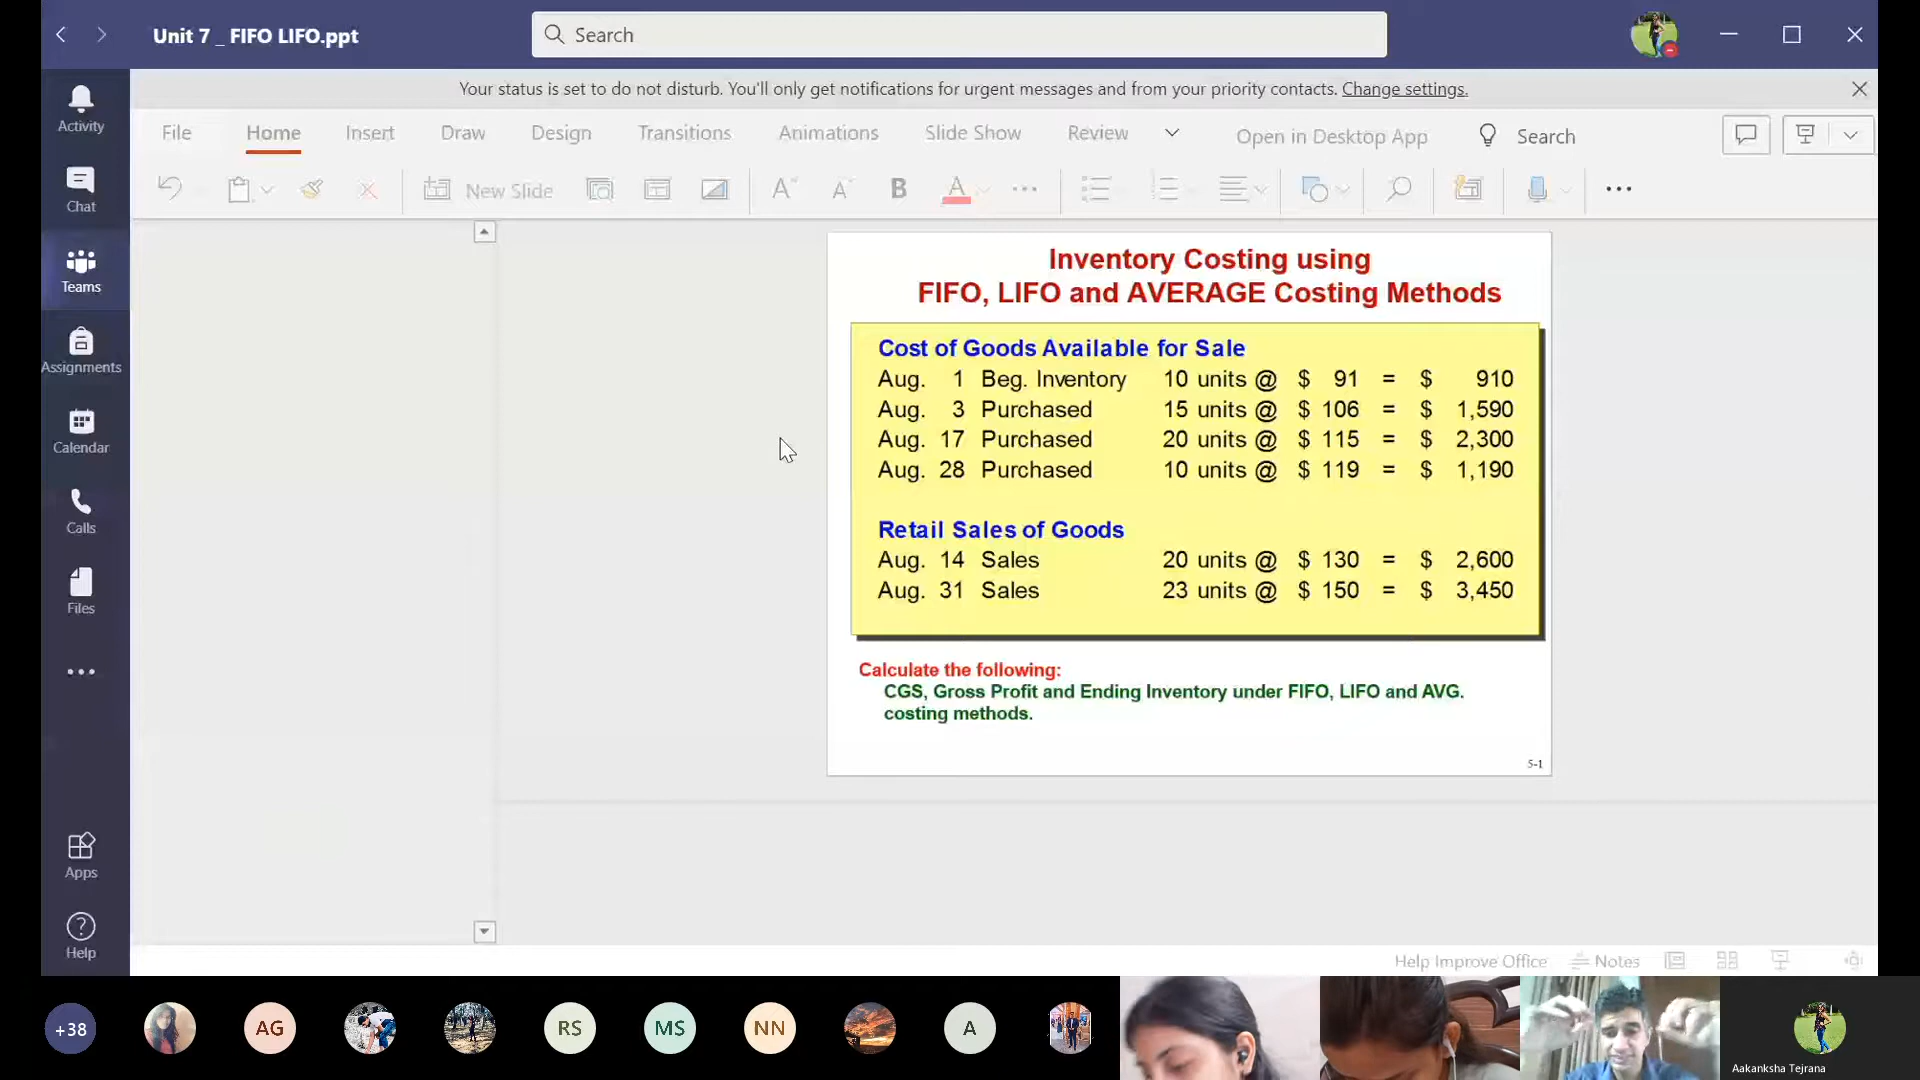 Unit 7 _ FIFO LIFO.ppt
Search
Your status is set to do not disturb. You'll only get notifications for urgent messages and from your priority contacts. Change settings.
Activity
Chat
Teams
Assignments
Calendar
Calls
Files
Apps
Help
File Home Insert Draw Design Transitions Animations Slide Show Review Open in Desktop App Search
New Slide
Inventory Costing using
FIFO, LIFO and AVERAGE Costing Methods
Cost of Goods Available for Sale
Aug. 1 Beg. Inventory 10 units @ $ 91 = $ 910
Aug. 3 Purchased 15 units @ $ 106 = $ 1,590
Aug. 17 Purchased 20 units @ $ 115 = $ 2,300
Aug. 28 Purchased 10 units @ $ 119 = $ 1,190
Retail Sales of Goods
Aug. 14 Sales 20 units @ $ 130 = $ 2,600
Aug. 31 Sales 23 units @ $ 150 = $ 3,450
Calculate the following:
CGS, Gross Profit and Ending Inventory under FIFO, LIFO and AVG.
costing methods.
5-1
Help Improve Office Notes
+38 AG RS MS NN A
Aakanksha Tejrana